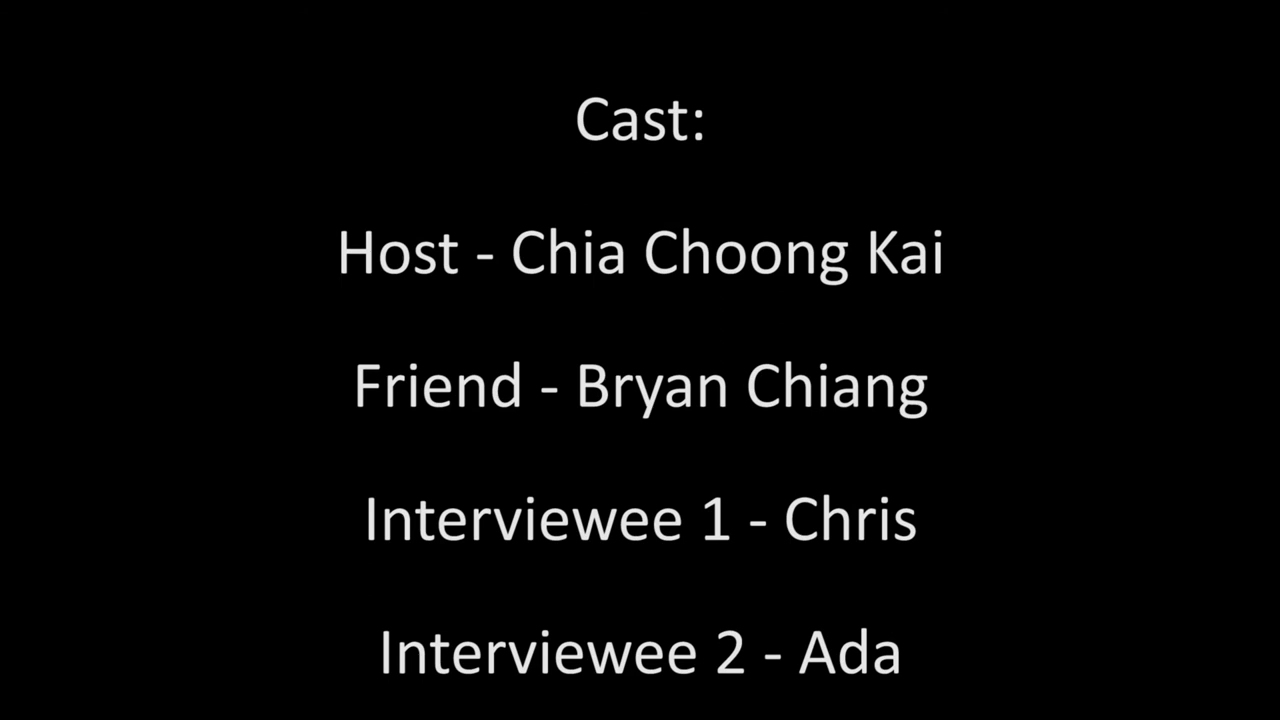 Cast:
Host - Chia Choong Kai
Friend - Bryan Chiang
Interviewee 1 - Chris
Interviewee 2 - Ada